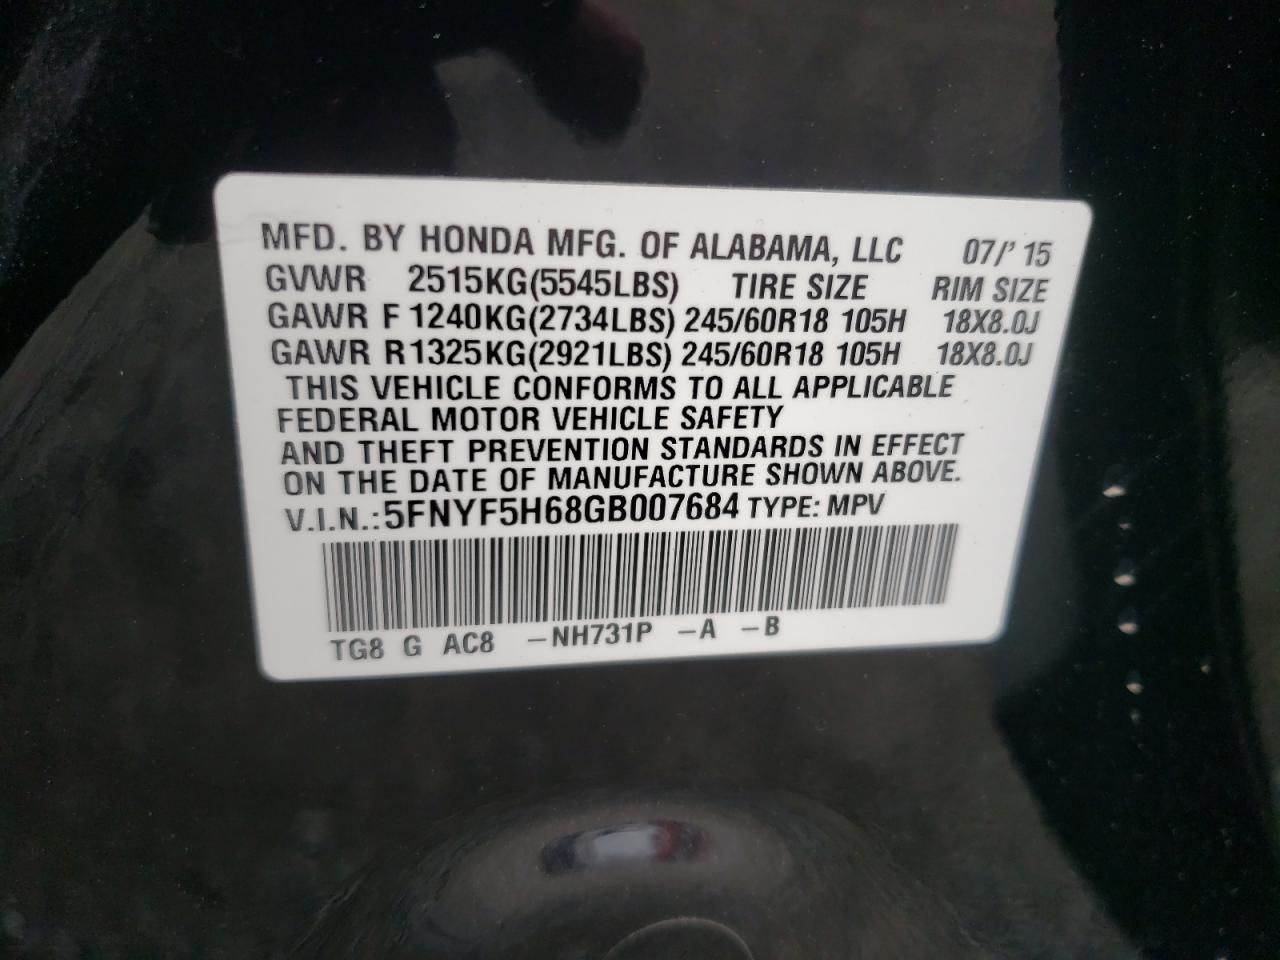 MFD. BY HONDA MFG. OF ALABAMA, LLC 07/' 15
GVWR 2515KG(5545LBS) TIRE SIZE RIM SIZE
GAWR F 1240KG(2734LBS) 245/60R18 105H 18X8.0J
GAWR R1325KG(2921LBS) 245/60R18 105H 18X8.0J
THIS VEHICLE CONFORMS TO ALL APPLICABLE
FEDERAL MOTOR VEHICLE SAFETY
AND THEFT PREVENTION STANDARDS IN EFFECT
ON THE DATE OF MANUFACTURE SHOWN ABOVE.
V.I.N.:5FNYF5H68GB007684 TYPE: MPV
TG8 G AC8 -NH731P -A -B